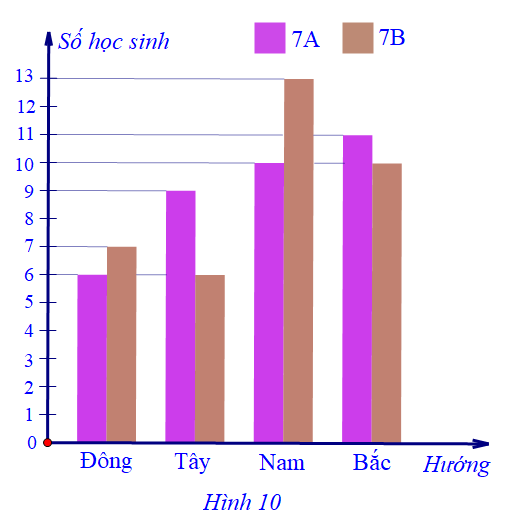 Số học sinh
7A
7B
13
12
11
10
9
8
7
6
5
4
3
2
1
0
Đông
Tây
Nam
Bắc
Hướng
Hình 10